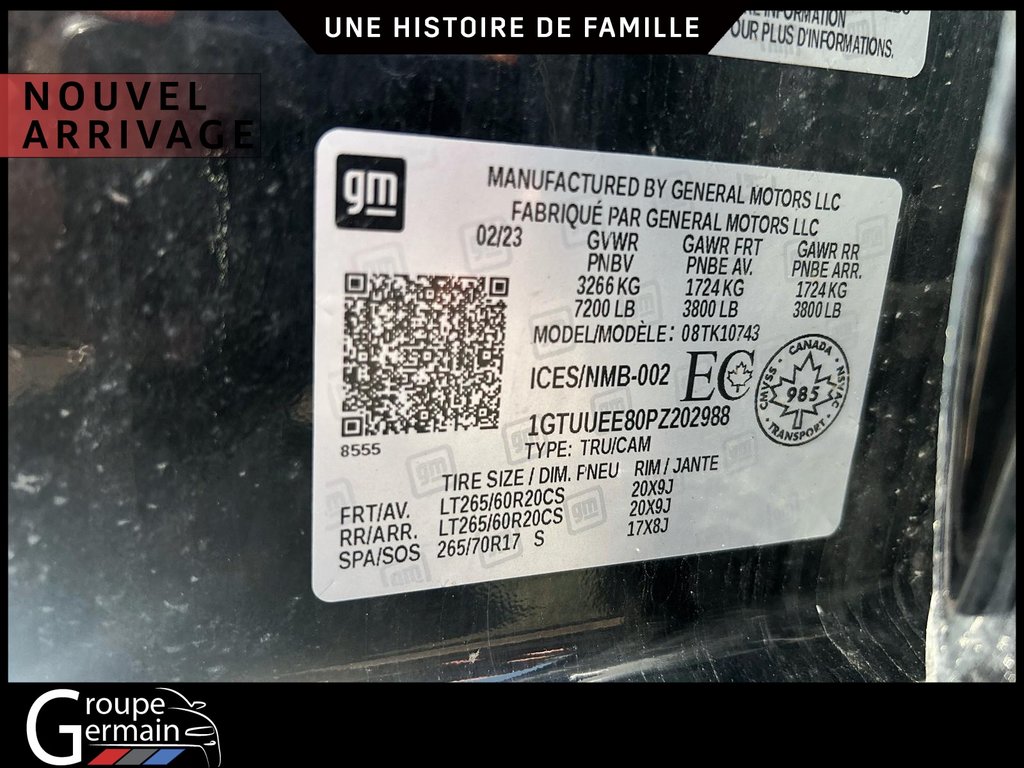 UNE HISTOIRE DE FAMILLE
INFORMATION
OUR PLUS D'INFORMATIONS.
NOUVEL
ARRIVAGE
gm
MANUFACTURED BY GENERAL MOTORS LLC
FABRIQUÉ PAR GENERAL MOTORS LLC
02/23 GVWR GAWR FRT GAWR RR
PNBV PNBE AV. PNBE ARR.
3266 KG 1724 KG 1724 KG
7200 LB 3800 LB 3800 LB
MODEL/MODÈLE: 08TK10743
ICES/NMB-002 EC
CANADA
CMVSS 985 NSVAC
TRANSPORT
1GTUUEE80PZ202988
8555
TYPE: TRU/CAM
TIRE SIZE / DIM. PNEU RIM / JANTE
FRT/AV. LT265/60R20CS 20X9J
RR/ARR. LT265/60R20CS 20X9J
SPA/SOS 265/70R17 S 17X8J
Groupe
Germain